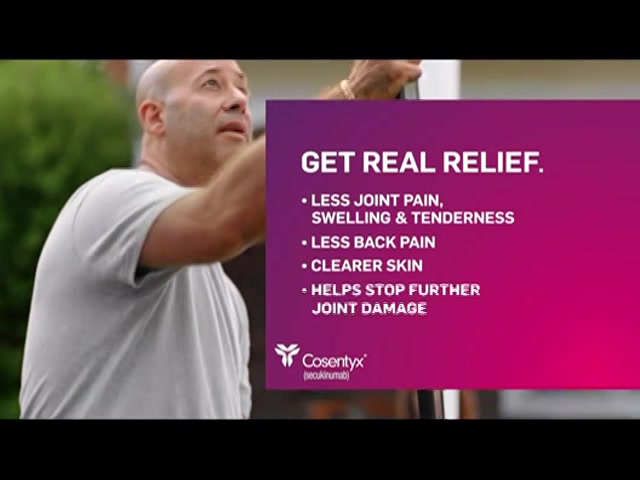 GET REAL RELIEF.
• LESS JOINT PAIN,
SWELLING & TENDERNESS
• LESS BACK PAIN
• CLEARER SKIN
• HELPS STOP FURTHER
JOINT DAMAGE
Cosentyx®
(secukinumab)